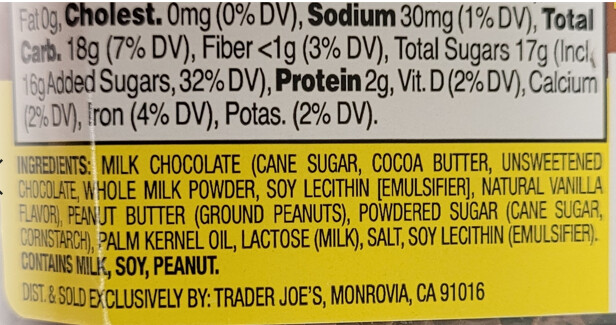 Fat 0g, Cholest. 0mg (0% DV), Sodium 30mg (1% DV), Total
Carb. 18g (7% DV), Fiber <1g (3% DV), Total Sugars 17g (Incl.
16g Added Sugars, 32% DV), Protein 2g, Vit. D (2% DV), Calcium
(2% DV), Iron (4% DV), Potas. (2% DV).
INGREDIENTS: MILK CHOCOLATE (CANE SUGAR, COCOA BUTTER, UNSWEETENED
CHOCOLATE, WHOLE MILK POWDER, SOY LECITHIN [EMULSIFIER], NATURAL VANILLA
FLAVOR), PEANUT BUTTER (GROUND PEANUTS), POWDERED SUGAR (CANE SUGAR,
CORNSTARCH), PALM KERNEL OIL, LACTOSE (MILK), SALT, SOY LECITHIN (EMULSIFIER).
CONTAINS MILK, SOY, PEANUT.
DIST. & SOLD EXCLUSIVELY BY: TRADER JOE'S, MONROVIA, CA 91016